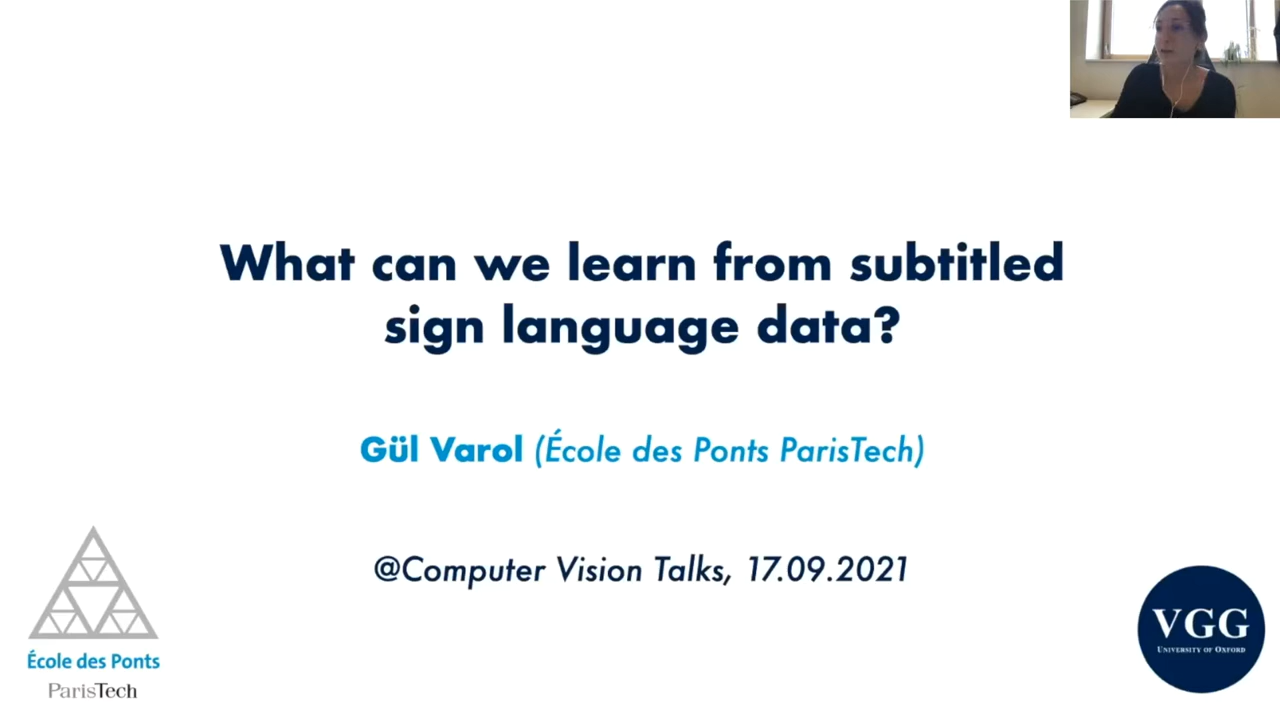 What can we learn from subtitled
sign language data?
Gül Varol (École des Ponts ParisTech)
@Computer Vision Talks, 17.09.2021
École des Ponts
ParisTech
VGG
UNIVERSITY OF OXFORD